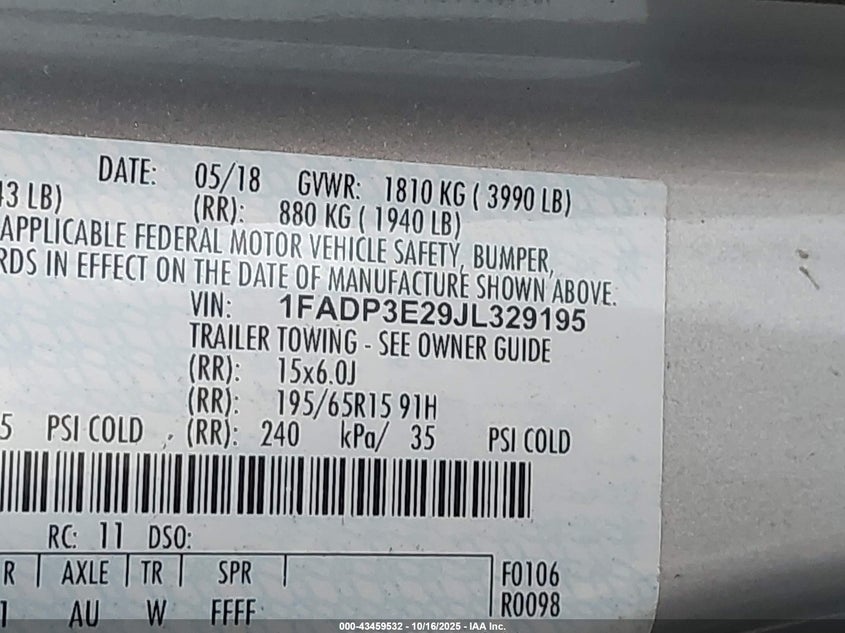 DATE: 05/18 GVWR: 1810 KG ( 3990 LB)
43 LB) (RR): 880 KG ( 1940 LB)
APPLICABLE FEDERAL MOTOR VEHICLE SAFETY, BUMPER,
RDS IN EFFECT ON THE DATE OF MANUFACTURE SHOWN ABOVE.
VIN: 1FADP3E29JL329195
TRAILER TOWING - SEE OWNER GUIDE
(RR): 15x6.0J
(RR): 195/65R15 91H
5 PSI COLD (RR): 240 kPa/ 35 PSI COLD
RC: 11 DSO:
R AXLE TR SPR F0106
1 AU W FFFF R0098
000-43459532 - 10/16/2025 - IAA Inc.